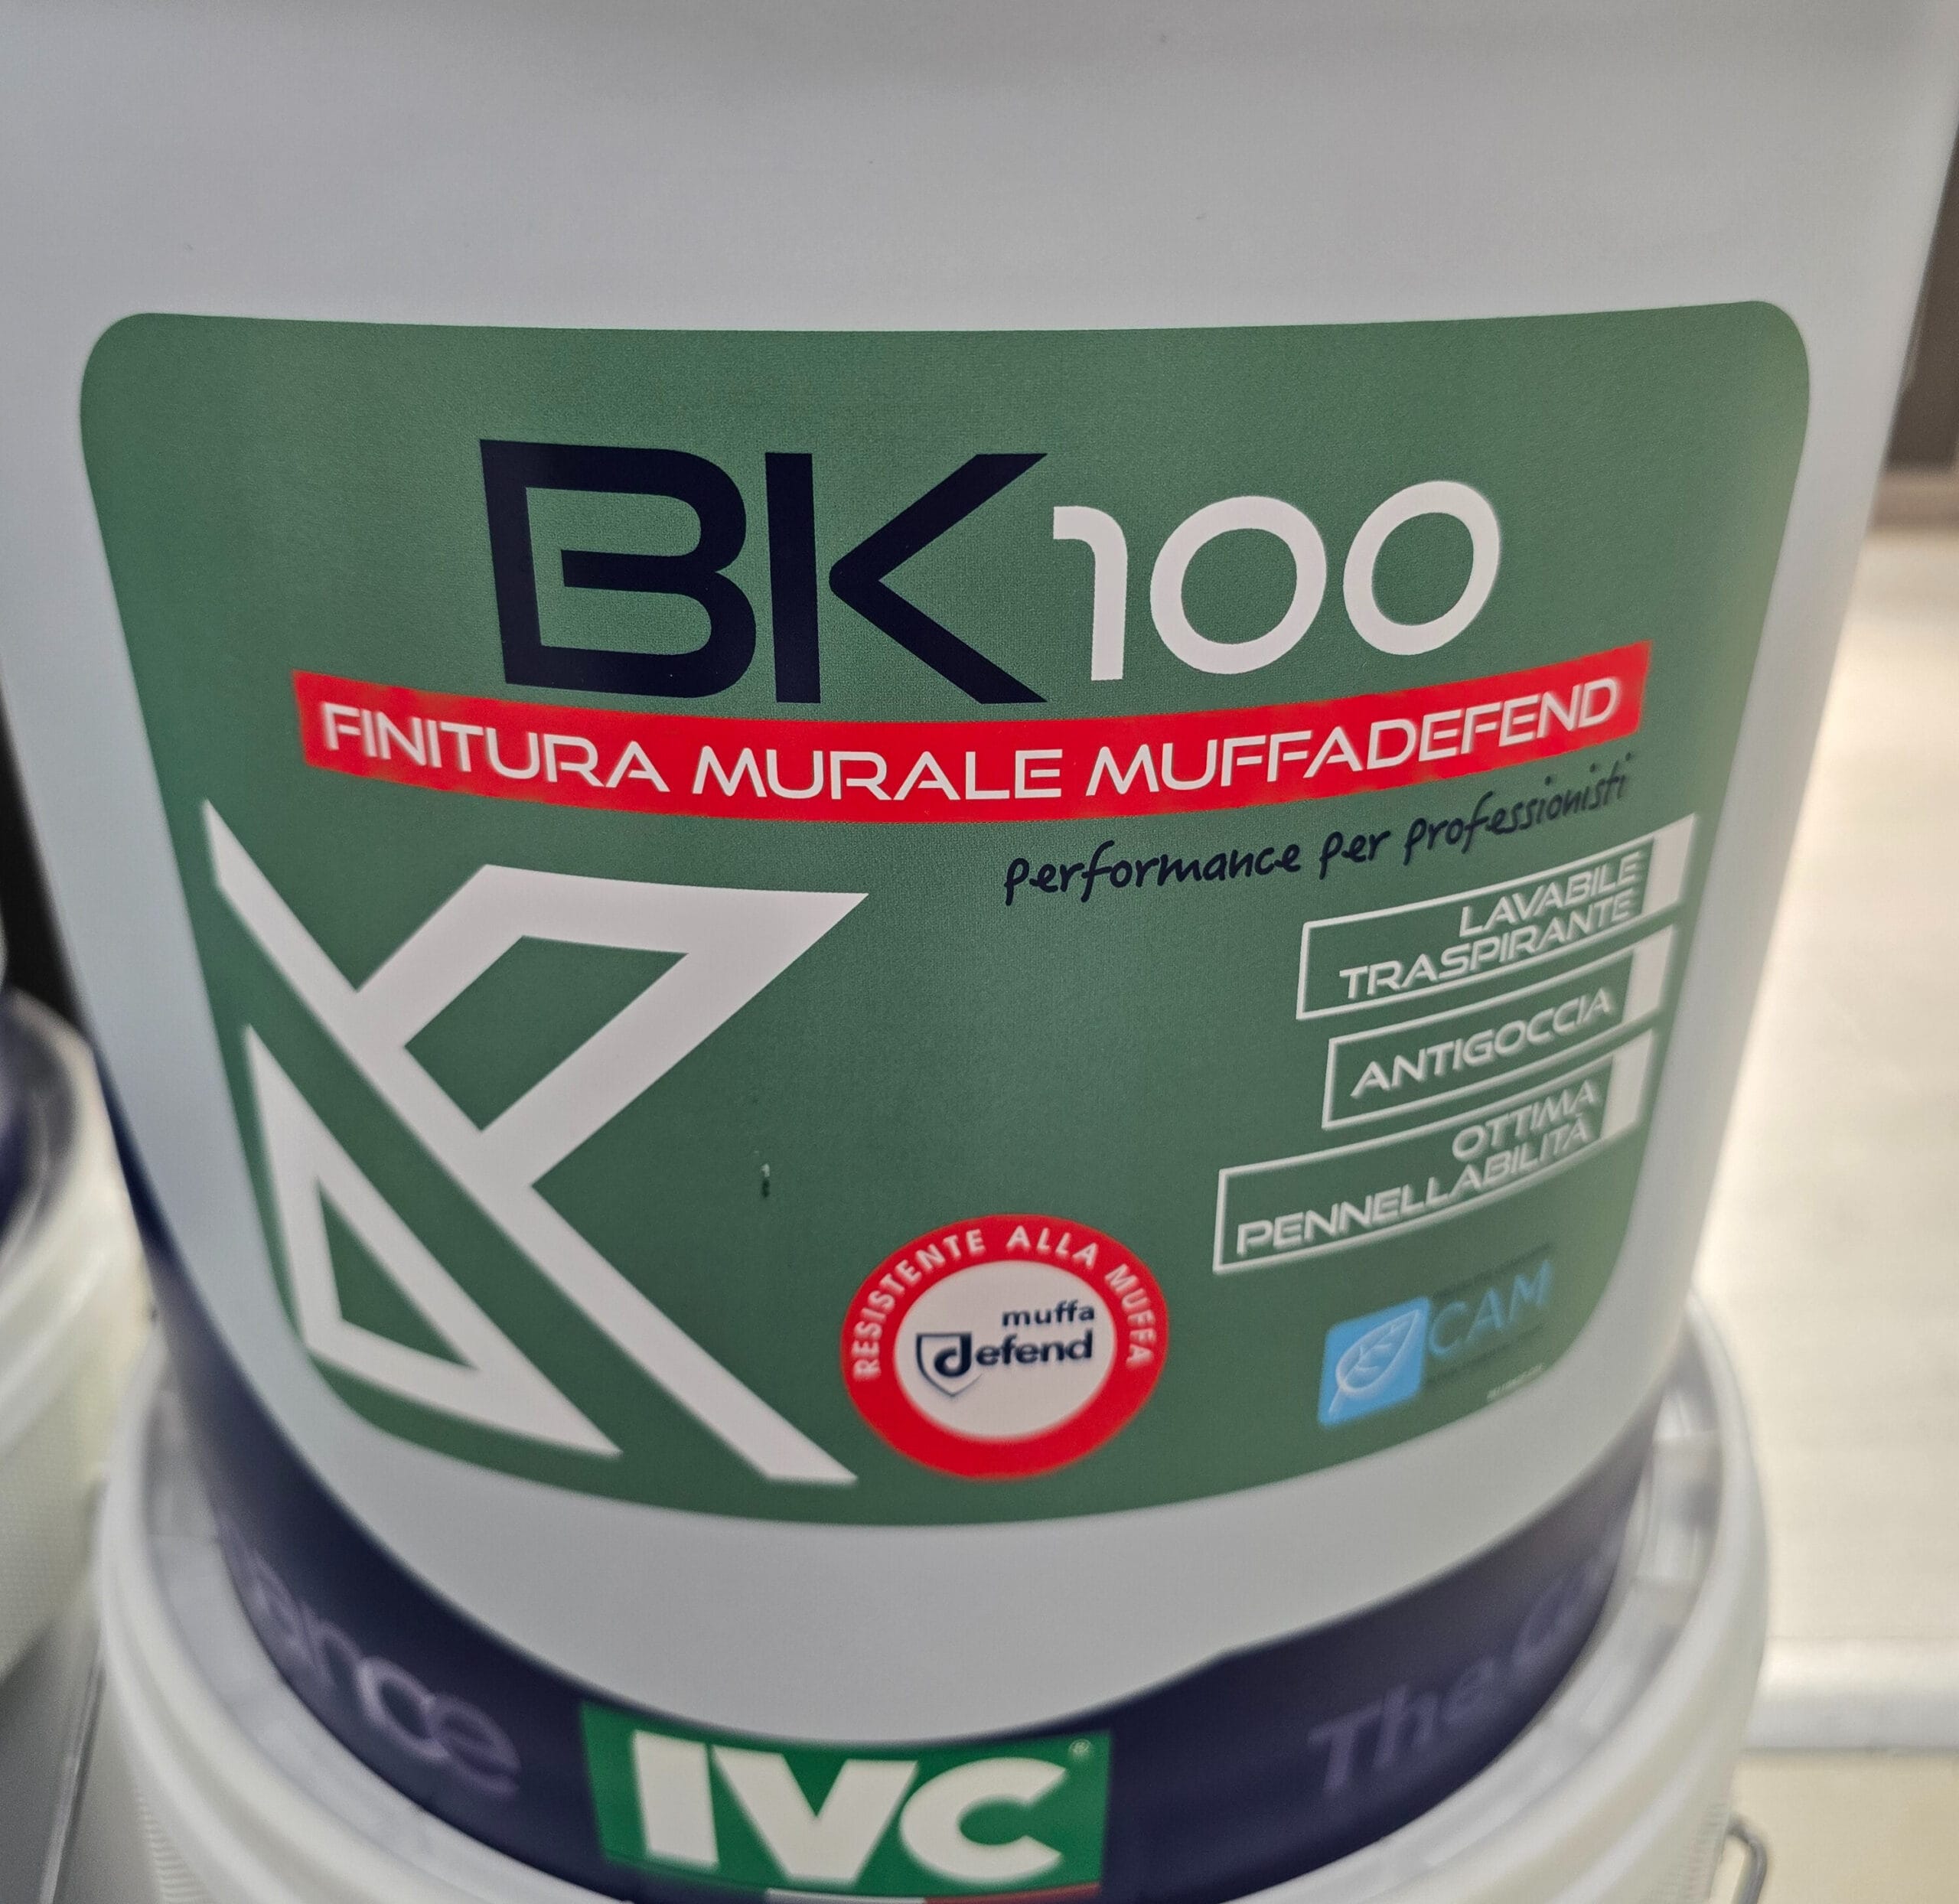 BK100
FINITURA MURALE MUFFADEFEND
performance per professionisti
LAVABILE
TRASPIRANTE
ANTIGOCCIA
OTTIMA
PENNELLABILITÀ
RESISTENTE ALLA MUFFA
muffa
defend
CAM
IVC®
The